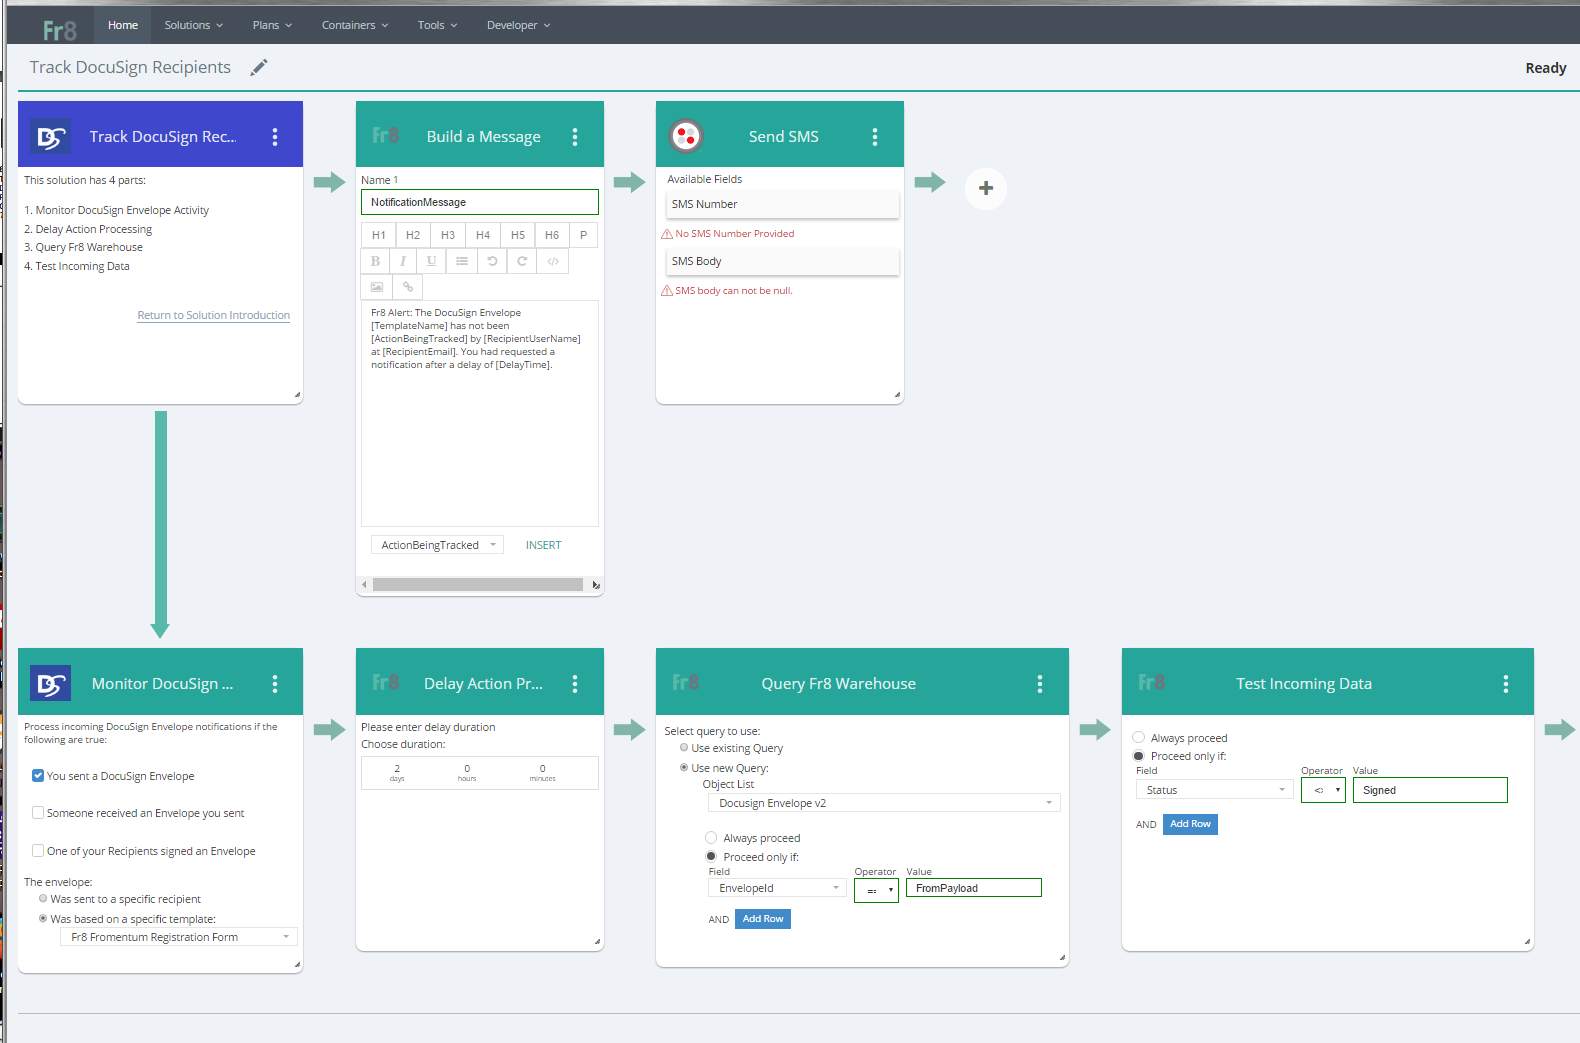 Fr8 Home Solutions Plans Containers Tools Developer
Track DocuSign Recipients
Ready
Track DocuSign Rec...
This solution has 4 parts:
1. Monitor DocuSign Envelope Activity
2. Delay Action Processing
3. Query Fr8 Warehouse
4. Test Incoming Data
Return to Solution Introduction
Fr8 Build a Message
Name 1
NotificationMessage
H1 H2 H3 H4 H5 H6 P
B I U </>
Fr8 Alert: The DocuSign Envelope
[TemplateName] has not been
[ActionBeingTracked] by [RecipientUserName]
at [RecipientEmail]. You had requested a
notification after a delay of [DelayTime].
ActionBeingTracked INSERT
Send SMS
Available Fields
SMS Number
No SMS Number Provided
SMS Body
SMS body can not be null.
+
DS Monitor DocuSign ...
Process incoming DocuSign Envelope notifications if the
following are true:
You sent a DocuSign Envelope
Someone received an Envelope you sent
One of your Recipients signed an Envelope
The envelope:
Was sent to a specific recipient
Was based on a specific template:
Fr8 Fromentum Registration Form
Fr8 Delay Action Pr...
Please enter delay duration
Choose duration:
2 0 0
days hours minutes
Fr8 Query Fr8 Warehouse
Select query to use:
Use existing Query
Use new Query:
Object List
Docusign Envelope v2
Always proceed
Proceed only if:
Field Operator Value
EnvelopeId == FromPayload
AND Add Row
Fr8 Test Incoming Data
Always proceed
Proceed only if:
Field Operator Value
Status <> Signed
AND Add Row